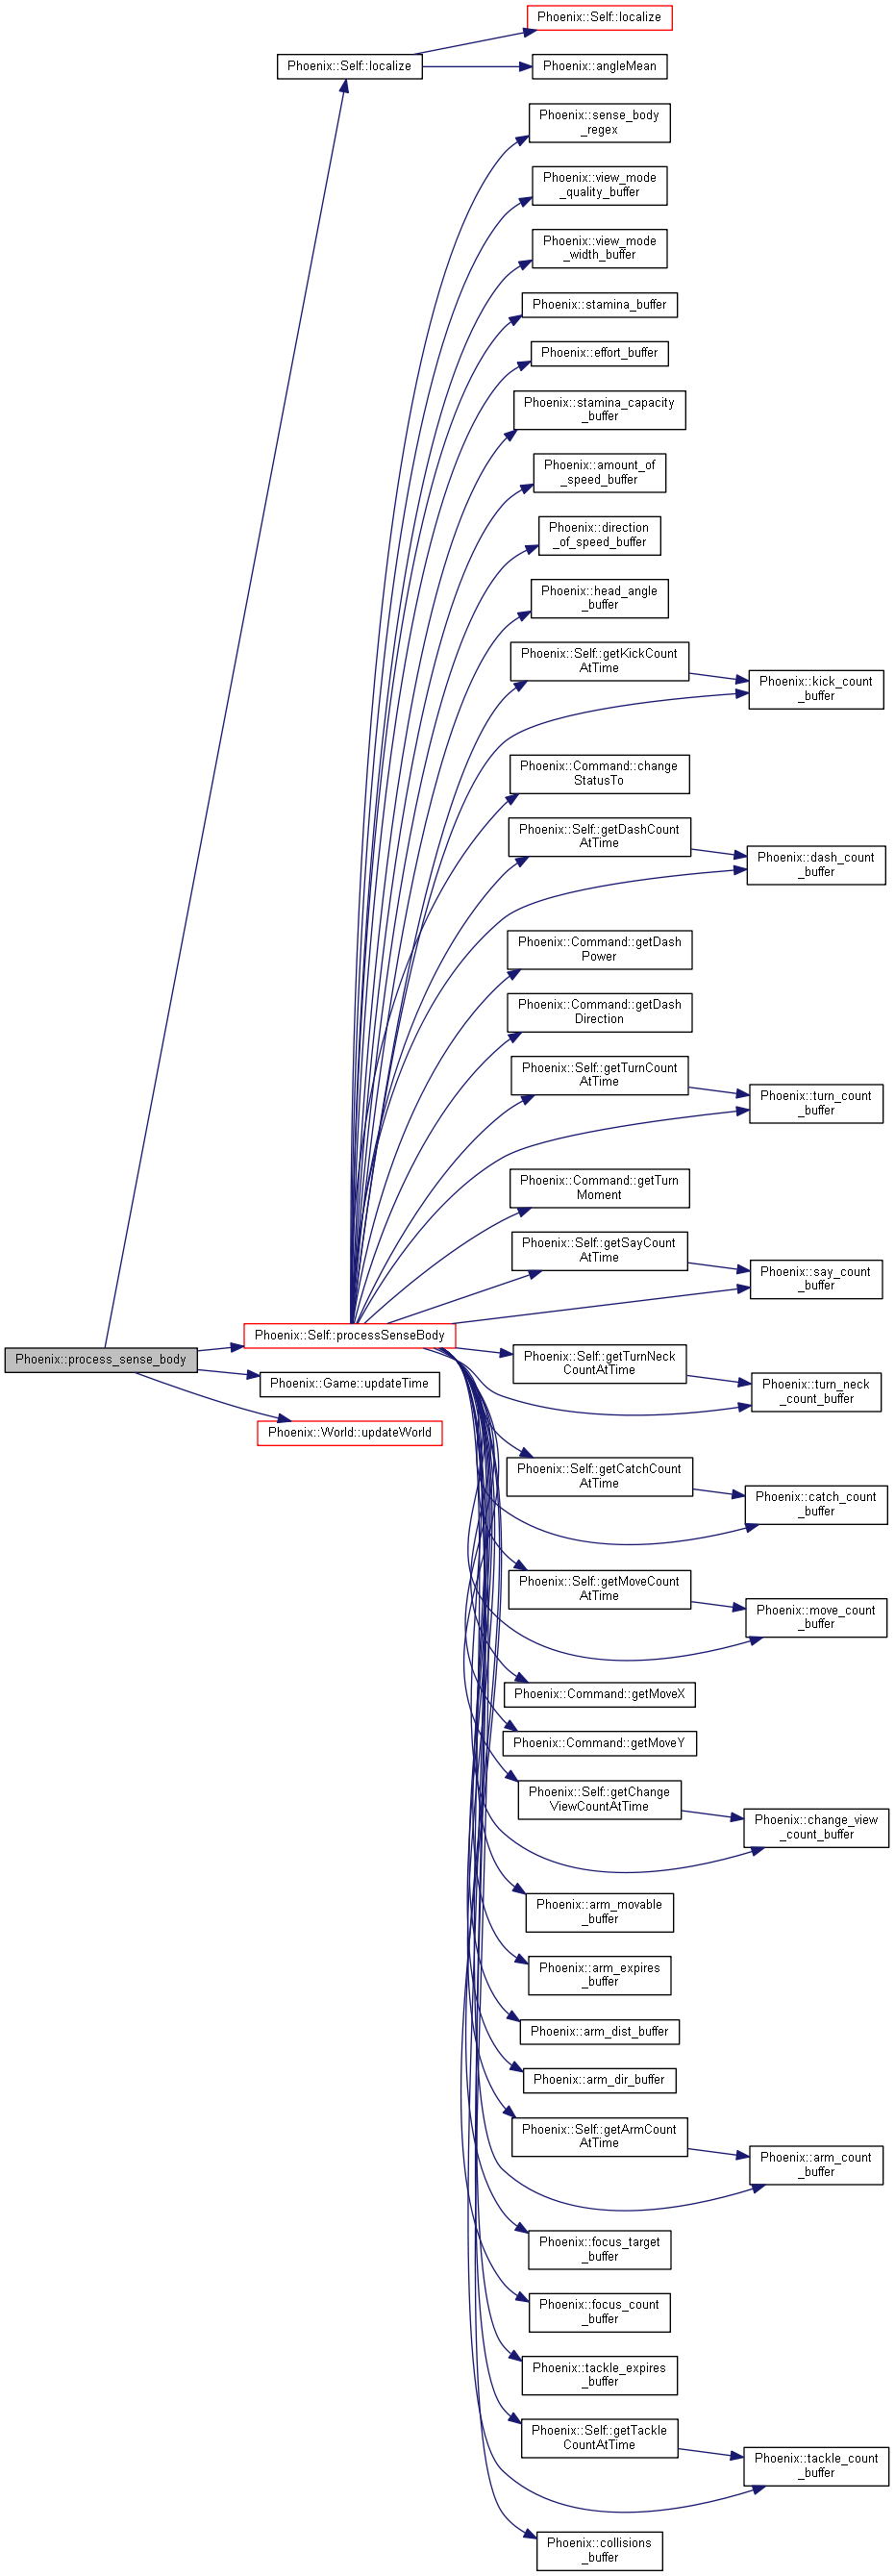 Phoenix::Self::localize
Phoenix::Self::localize
Phoenix::angleMean
Phoenix::sense_body
_regex
Phoenix::view_mode
_quality_buffer
Phoenix::view_mode
_width_buffer
Phoenix::stamina_buffer
Phoenix::effort_buffer
Phoenix::stamina_capacity
_buffer
Phoenix::amount_of
_speed_buffer
Phoenix::direction
_of_speed_buffer
Phoenix::head_angle
_buffer
Phoenix::Self::getKickCount
AtTime
Phoenix::kick_count
_buffer
Phoenix::Command::change
StatusTo
Phoenix::Self::getDashCount
AtTime
Phoenix::dash_count
_buffer
Phoenix::Command::getDash
Power
Phoenix::Command::getDash
Direction
Phoenix::Self::getTurnCount
AtTime
Phoenix::turn_count
_buffer
Phoenix::Command::getTurn
Moment
Phoenix::Self::getSayCount
AtTime
Phoenix::say_count
_buffer
Phoenix::Self::processSenseBody
Phoenix::process_sense_body
Phoenix::Game::updateTime
Phoenix::World::updateWorld
Phoenix::Self::getTurnNeck
CountAtTime
Phoenix::turn_neck
_count_buffer
Phoenix::Self::getCatchCount
AtTime
Phoenix::catch_count
_buffer
Phoenix::Self::getMoveCount
AtTime
Phoenix::move_count
_buffer
Phoenix::Command::getMoveX
Phoenix::Command::getMoveY
Phoenix::Self::getChange
ViewCountAtTime
Phoenix::change_view
_count_buffer
Phoenix::arm_movable
_buffer
Phoenix::arm_expires
_buffer
Phoenix::arm_dist_buffer
Phoenix::arm_dir_buffer
Phoenix::Self::getArmCount
AtTime
Phoenix::arm_count
_buffer
Phoenix::focus_target
_buffer
Phoenix::focus_count
_buffer
Phoenix::tackle_expires
_buffer
Phoenix::Self::getTackle
CountAtTime
Phoenix::tackle_count
_buffer
Phoenix::collisions
_buffer